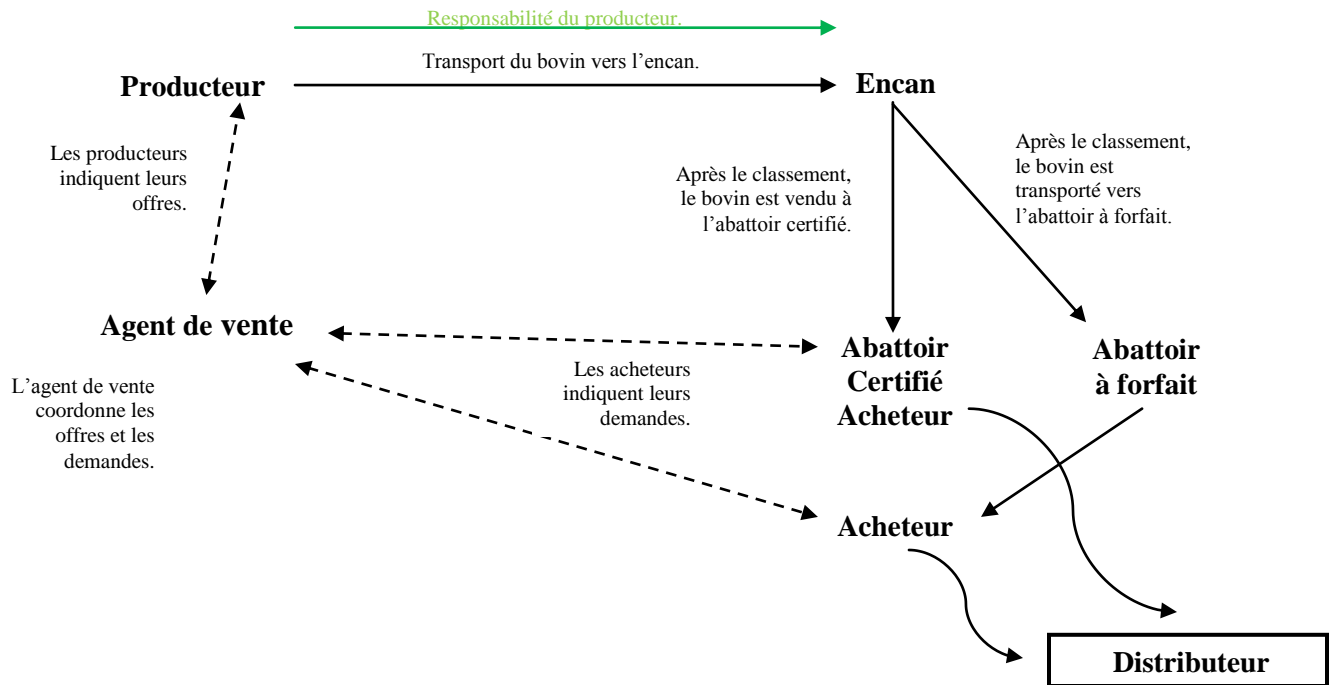 Responsabilité du producteur.
Transport du bovin vers l’encan.
Producteur
Encan
Les producteurs
indiquent leurs
offres.
Après le classement,
le bovin est vendu à
l’abattoir certifié.
Après le classement,
le bovin est
transporté vers
l’abattoir à forfait.
Agent de vente
L’agent de vente
coordonne les
offres et les
demandes.
Les acheteurs
indiquent leurs
demandes.
Abattoir
Certifié
Acheteur
Abattoir
à forfait
Acheteur
Distributeur